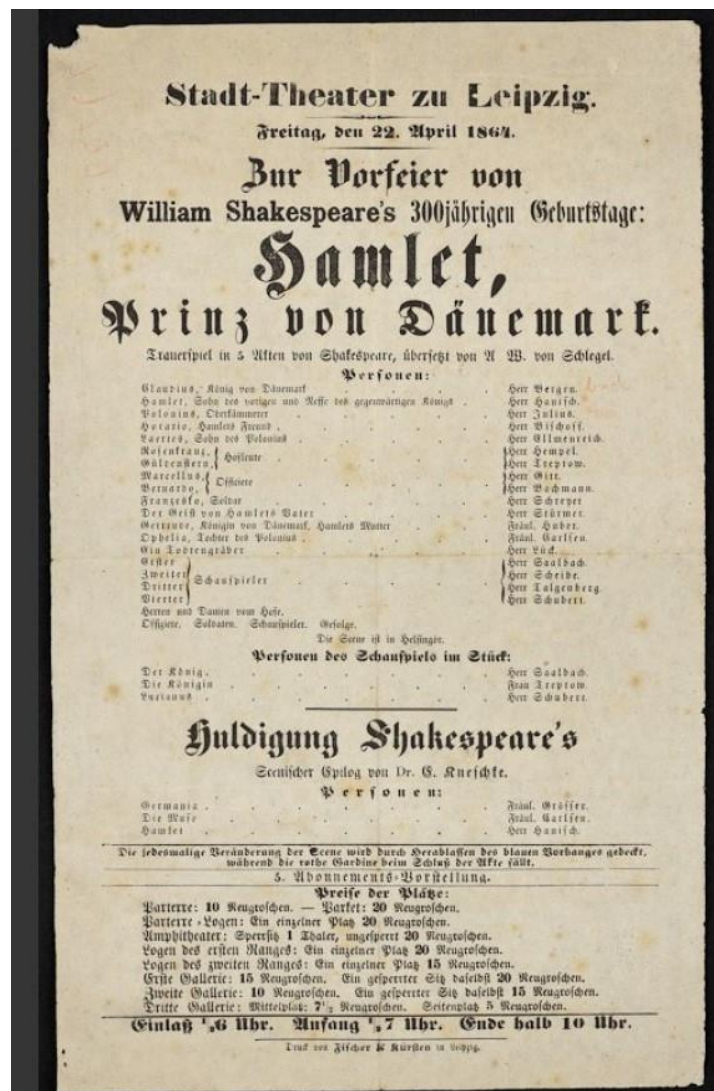 Stadt-Theater zu Leipzig.
Freitag, den 22. April 1864.
Zur Vorfeier von
William Shakespeare's 300jährigen Geburtstage:
Hamlet,
Prinz von Dänemark.
Trauerspiel in 5 Akten von Shakespeare, übersetzt von A W. von Schlegel.
Personen:
Claudius, König von Dänemark . . . . . Herr Bergen.
Hamlet, Sohn des vorigen und Neffe des gegenwärtigen Königs . . Herr Hanisch.
Polonius, Oberkämmerer . . . . . Herr Julius.
Horatio, Hamlets Freund . . . . . . Herr Bischoff.
Laertes, Sohn des Polonius . . . . . Herr Ellmenreich.
Rosenkranz, Herr Hempel.
Güldenstern, Hofleute . . . . . Herr Treptow.
Marcellus, Herr Gitt.
Bernardo, Officiere . . . . . Herr Bachmann.
Franzesko, Soldat . . . . . . Herr Schreyer
Der Geist von Hamlets Vater . . . . . Herr Stürmer.
Gertrude, Königin von Dänemark, Hamlets Mutter . . . Fräul. Huber.
Ophelia, Tochter des Polonius . . . . . Fräul. Carlsen.
Ein Todtengräber . . . . . . Herr Lück.
Erster Herr Saalbach.
Zweiter Herr Scheibe.
Dritter Schauspieler . . . . . Herr Talgenberg
Vierter Herr Schubert.
Herren und Damen vom Hofe.
Offiziere. Soldaten. Schauspieler. Gefolge.
Die Scene ist in Helsingör.
Personen des Schauspiels im Stück:
Der König . . . . . . . Herr Saalbach.
Die Königin . . . . . . . Frau Treptow.
Lucianus . . . . . . . Herr Schubert.
Huldigung Shakespeare's
Scenischer Epilog von Dr. E. Kneschke.
Personen:
Germania . . . . . . . Fräul. Grösser.
Die Muse . . . . . . . Fräul. Carlsen.
Hamlet . . . . . . . Herr Hanisch.
Die jedesmalige Veränderung der Scene wird durch Herablassen des blauen Vorhanges gedeckt,
während die rothe Gardine beim Schluß der Akte fällt.
5. Abonnements-Vorstellung.
Preise der Plätze:
Parterre: 10 Neugroschen. — Parket: 20 Neugroschen.
Parterre-Logen: Ein einzelner Platz 20 Neugroschen.
Amphitheater: Sperrsitz 1 Thaler, ungesperrt 20 Neugroschen.
Logen des ersten Ranges: Ein einzelner Platz 20 Neugroschen.
Logen des zweiten Ranges: Ein einzelner Platz 15 Neugroschen.
Erste Gallerie: 15 Neugroschen. Ein gesperrter Sitz daselbst 20 Neugroschen.
Zweite Gallerie: 10 Neugroschen. Ein gesperrter Sitz daselbst 15 Neugroschen.
Dritte Gallerie: Mittelplatz: 7½ Neugroschen. Seitenplatz 5 Neugroschen.
Einlaß ½6 Uhr. Anfang ½7 Uhr. Ende halb 10 Uhr.
Druck von Fischer & Kürsten in Leipzig.